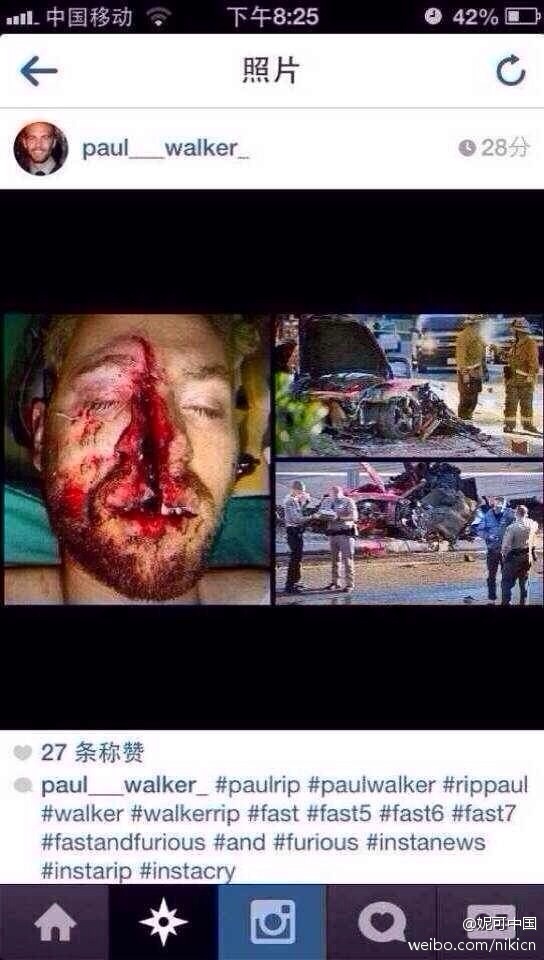 中国移动 下午8:25 42%
照片
paul___walker_ 28分
27 条称赞
paul___walker_ #paulrip #paulwalker #rippaul
#walker #walkerrip #fast #fast5 #fast6 #fast7
#fastandfurious #and #furious #instanews
#instarip #instacry
@妮可中国
weibo.com/nikicn